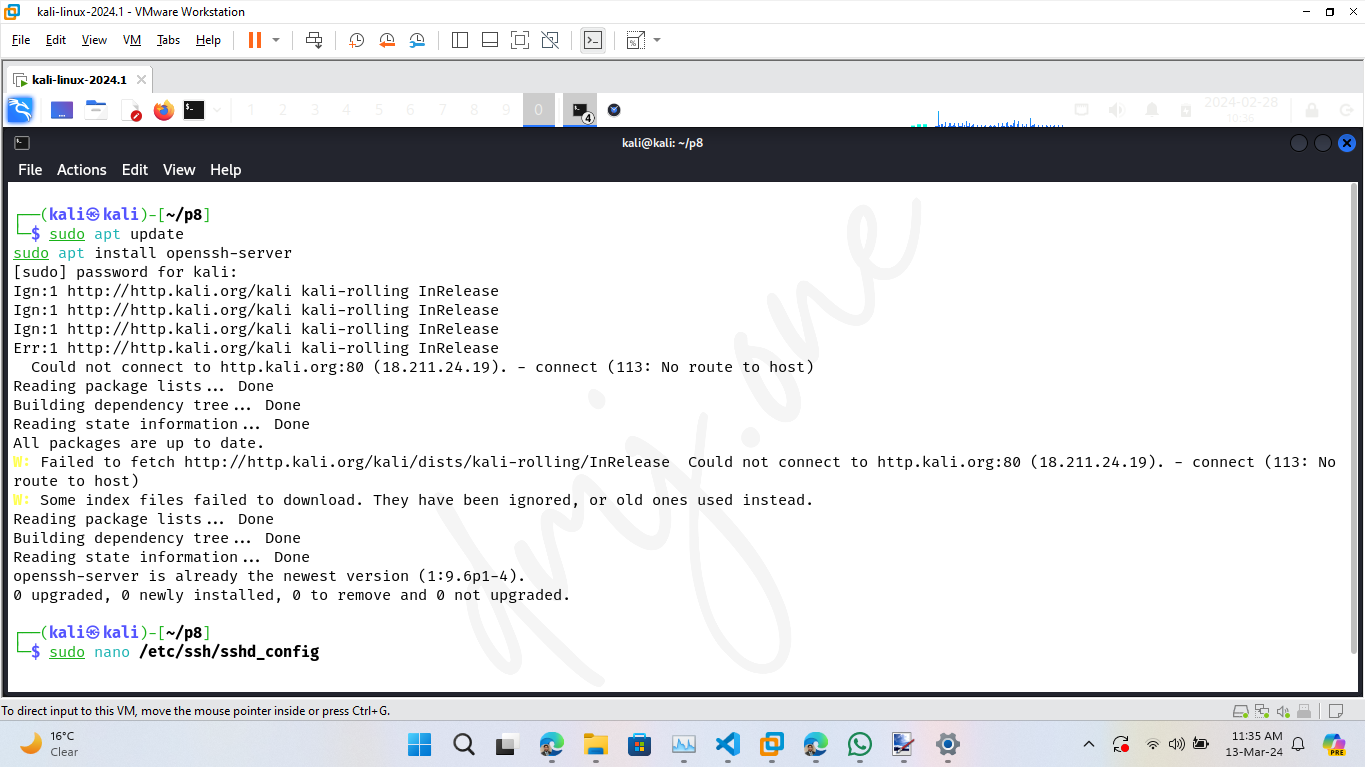 kali-linux-2024.1 - VMware Workstation
File Edit View VM Tabs Help
kali-linux-2024.1
1 2 3 4 5 6 7 8 9 0 4 2024-02-28
10:36
kali@kali: ~/p8
File Actions Edit View Help
┌──(kali㉿kali)-[~/p8]
└─$ sudo apt update
sudo apt install openssh-server
[sudo] password for kali:
Ign:1 http://http.kali.org/kali kali-rolling InRelease
Ign:1 http://http.kali.org/kali kali-rolling InRelease
Ign:1 http://http.kali.org/kali kali-rolling InRelease
Err:1 http://http.kali.org/kali kali-rolling InRelease
  Could not connect to http.kali.org:80 (18.211.24.19). - connect (113: No route to host)
Reading package lists... Done
Building dependency tree... Done
Reading state information... Done
All packages are up to date.
W: Failed to fetch http://http.kali.org/kali/dists/kali-rolling/InRelease  Could not connect to http.kali.org:80 (18.211.24.19). - connect (113: No
route to host)
W: Some index files failed to download. They have been ignored, or old ones used instead.
Reading package lists... Done
Building dependency tree... Done
Reading state information... Done
openssh-server is already the newest version (1:9.6p1-4).
0 upgraded, 0 newly installed, 0 to remove and 0 not upgraded.
┌──(kali㉿kali)-[~/p8]
└─$ sudo nano /etc/ssh/sshd_config
To direct input to this VM, move the mouse pointer inside or press Ctrl+G.
16°C
Clear
11:35 AM
13-Mar-24
PRE